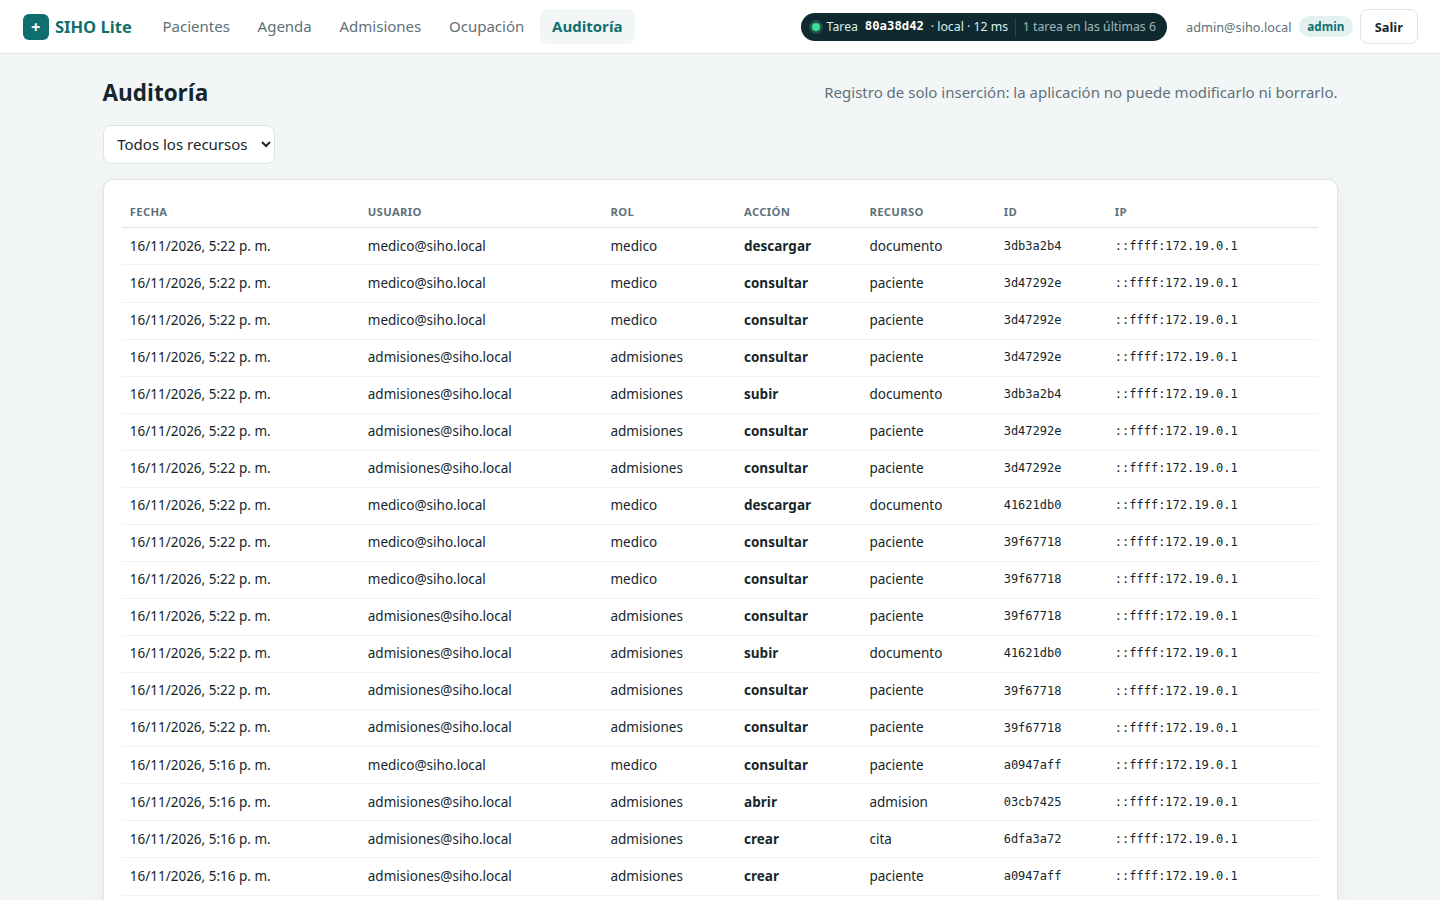 + SIHO Lite Pacientes Agenda Admisiones Ocupación Auditoría Tarea 80a38d42 · local · 12 ms 1 tarea en las últimas 6 admin@siho.local admin Salir
Auditoría Registro de solo inserción: la aplicación no puede modificarlo ni borrarlo.
Todos los recursos
FECHA USUARIO ROL ACCIÓN RECURSO ID IP
16/11/2026, 5:22 p. m. medico@siho.local medico descargar documento 3db3a2b4 ::ffff:172.19.0.1
16/11/2026, 5:22 p. m. medico@siho.local medico consultar paciente 3d47292e ::ffff:172.19.0.1
16/11/2026, 5:22 p. m. medico@siho.local medico consultar paciente 3d47292e ::ffff:172.19.0.1
16/11/2026, 5:22 p. m. admisiones@siho.local admisiones consultar paciente 3d47292e ::ffff:172.19.0.1
16/11/2026, 5:22 p. m. admisiones@siho.local admisiones subir documento 3db3a2b4 ::ffff:172.19.0.1
16/11/2026, 5:22 p. m. admisiones@siho.local admisiones consultar paciente 3d47292e ::ffff:172.19.0.1
16/11/2026, 5:22 p. m. admisiones@siho.local admisiones consultar paciente 3d47292e ::ffff:172.19.0.1
16/11/2026, 5:22 p. m. medico@siho.local medico descargar documento 41621db0 ::ffff:172.19.0.1
16/11/2026, 5:22 p. m. medico@siho.local medico consultar paciente 39f67718 ::ffff:172.19.0.1
16/11/2026, 5:22 p. m. medico@siho.local medico consultar paciente 39f67718 ::ffff:172.19.0.1
16/11/2026, 5:22 p. m. admisiones@siho.local admisiones consultar paciente 39f67718 ::ffff:172.19.0.1
16/11/2026, 5:22 p. m. admisiones@siho.local admisiones subir documento 41621db0 ::ffff:172.19.0.1
16/11/2026, 5:22 p. m. admisiones@siho.local admisiones consultar paciente 39f67718 ::ffff:172.19.0.1
16/11/2026, 5:22 p. m. admisiones@siho.local admisiones consultar paciente 39f67718 ::ffff:172.19.0.1
16/11/2026, 5:16 p. m. medico@siho.local medico consultar paciente a0947aff ::ffff:172.19.0.1
16/11/2026, 5:16 p. m. admisiones@siho.local admisiones abrir admision 03cb7425 ::ffff:172.19.0.1
16/11/2026, 5:16 p. m. admisiones@siho.local admisiones crear cita 6dfa3a72 ::ffff:172.19.0.1
16/11/2026, 5:16 p. m. admisiones@siho.local admisiones crear paciente a0947aff ::ffff:172.19.0.1